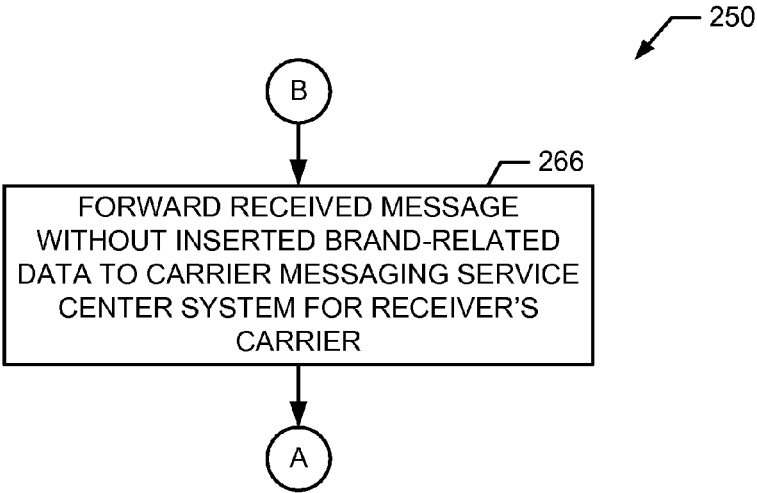 250
B
266
FORWARD RECEIVED MESSAGE
WITHOUT INSERTED BRAND-RELATED
DATA TO CARRIER MESSAGING SERVICE
CENTER SYSTEM FOR RECEIVER'S
CARRIER
A